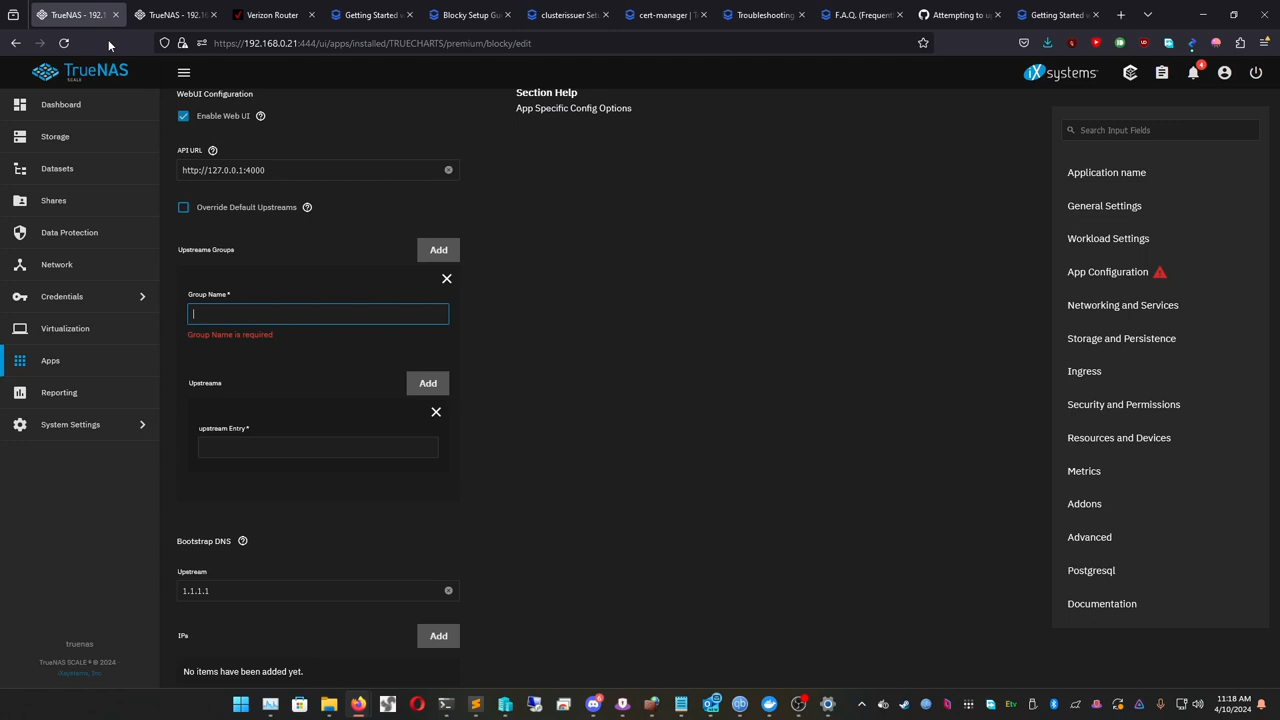 TrueNAS - 192.1
TrueNAS - 192.16
Verizon Router
Getting Started v
Blocky Setup Gu
clusterissuer Set
cert-manager | T
Troubleshooting
F.A.Q. (Frequent
Attempting to up
Getting Started v
https://192.168.0.21:444/ui/apps/installed/TRUECHARTS/premium/blocky/edit
TrueNAS
SCALE
iXsystems
4
Dashboard
Storage
Datasets
Shares
Data Protection
Network
Credentials
Virtualization
Apps
Reporting
System Settings
truenas
TrueNAS SCALE ® © 2024 -
iXsystems, Inc
WebUI Configuration
Enable Web UI
API URL
http://127.0.0.1:4000
Override Default Upstreams
Upstreams Groups
Add
Group Name *
Group Name is required
Upstreams
Add
upstream Entry *
Bootstrap DNS
Upstream
1.1.1.1
IPs
Add
No items have been added yet.
Section Help
App Specific Config Options
Search Input Fields
Application name
General Settings
Workload Settings
App Configuration
Networking and Services
Storage and Persistence
Ingress
Security and Permissions
Resources and Devices
Metrics
Addons
Advanced
Postgresql
Documentation
Etv
11:18 AM
4/10/2024